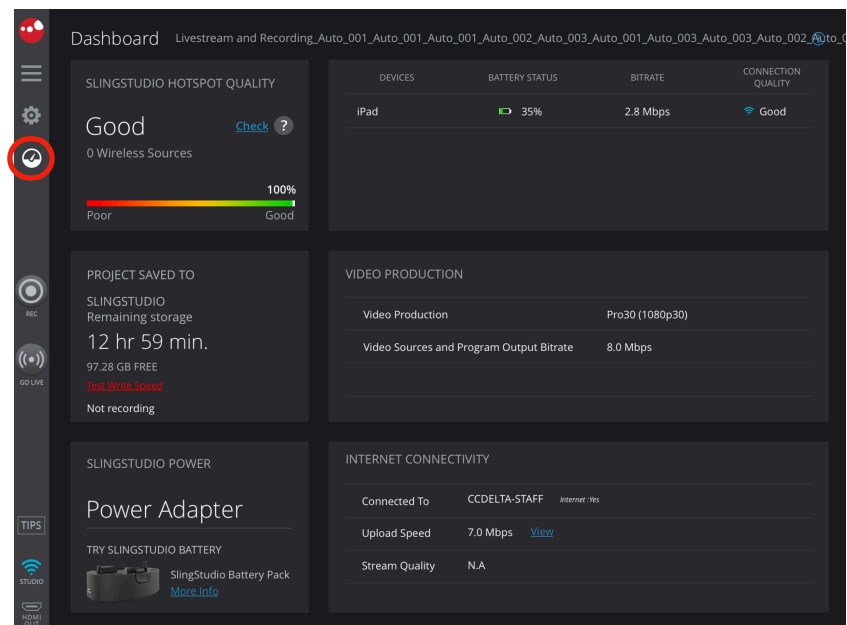 Dashboard Livestream and Recording_Auto_001_Auto_001_Auto_001_Auto_002_Auto_003_Auto_001_Auto_003_Auto_003_Auto_002_Auto_0
SLINGSTUDIO HOTSPOT QUALITY
Good Check ?
0 Wireless Sources
100%
Poor Good
DEVICES BATTERY STATUS BITRATE CONNECTION
QUALITY
iPad 35% 2.8 Mbps Good
REC
GO LIVE
TIPS
STUDIO
HDMI
OUT
PROJECT SAVED TO
SLINGSTUDIO
Remaining storage
12 hr 59 min.
97.28 GB FREE
Test Write Speed
Not recording
VIDEO PRODUCTION
Video Production Pro30 (1080p30)
Video Sources and Program Output Bitrate 8.0 Mbps
SLINGSTUDIO POWER
Power Adapter
TRY SLINGSTUDIO BATTERY
SlingStudio Battery Pack
More Info
INTERNET CONNECTIVITY
Connected To CCDELTA-STAFF Internet :Yes
Upload Speed 7.0 Mbps View
Stream Quality N.A